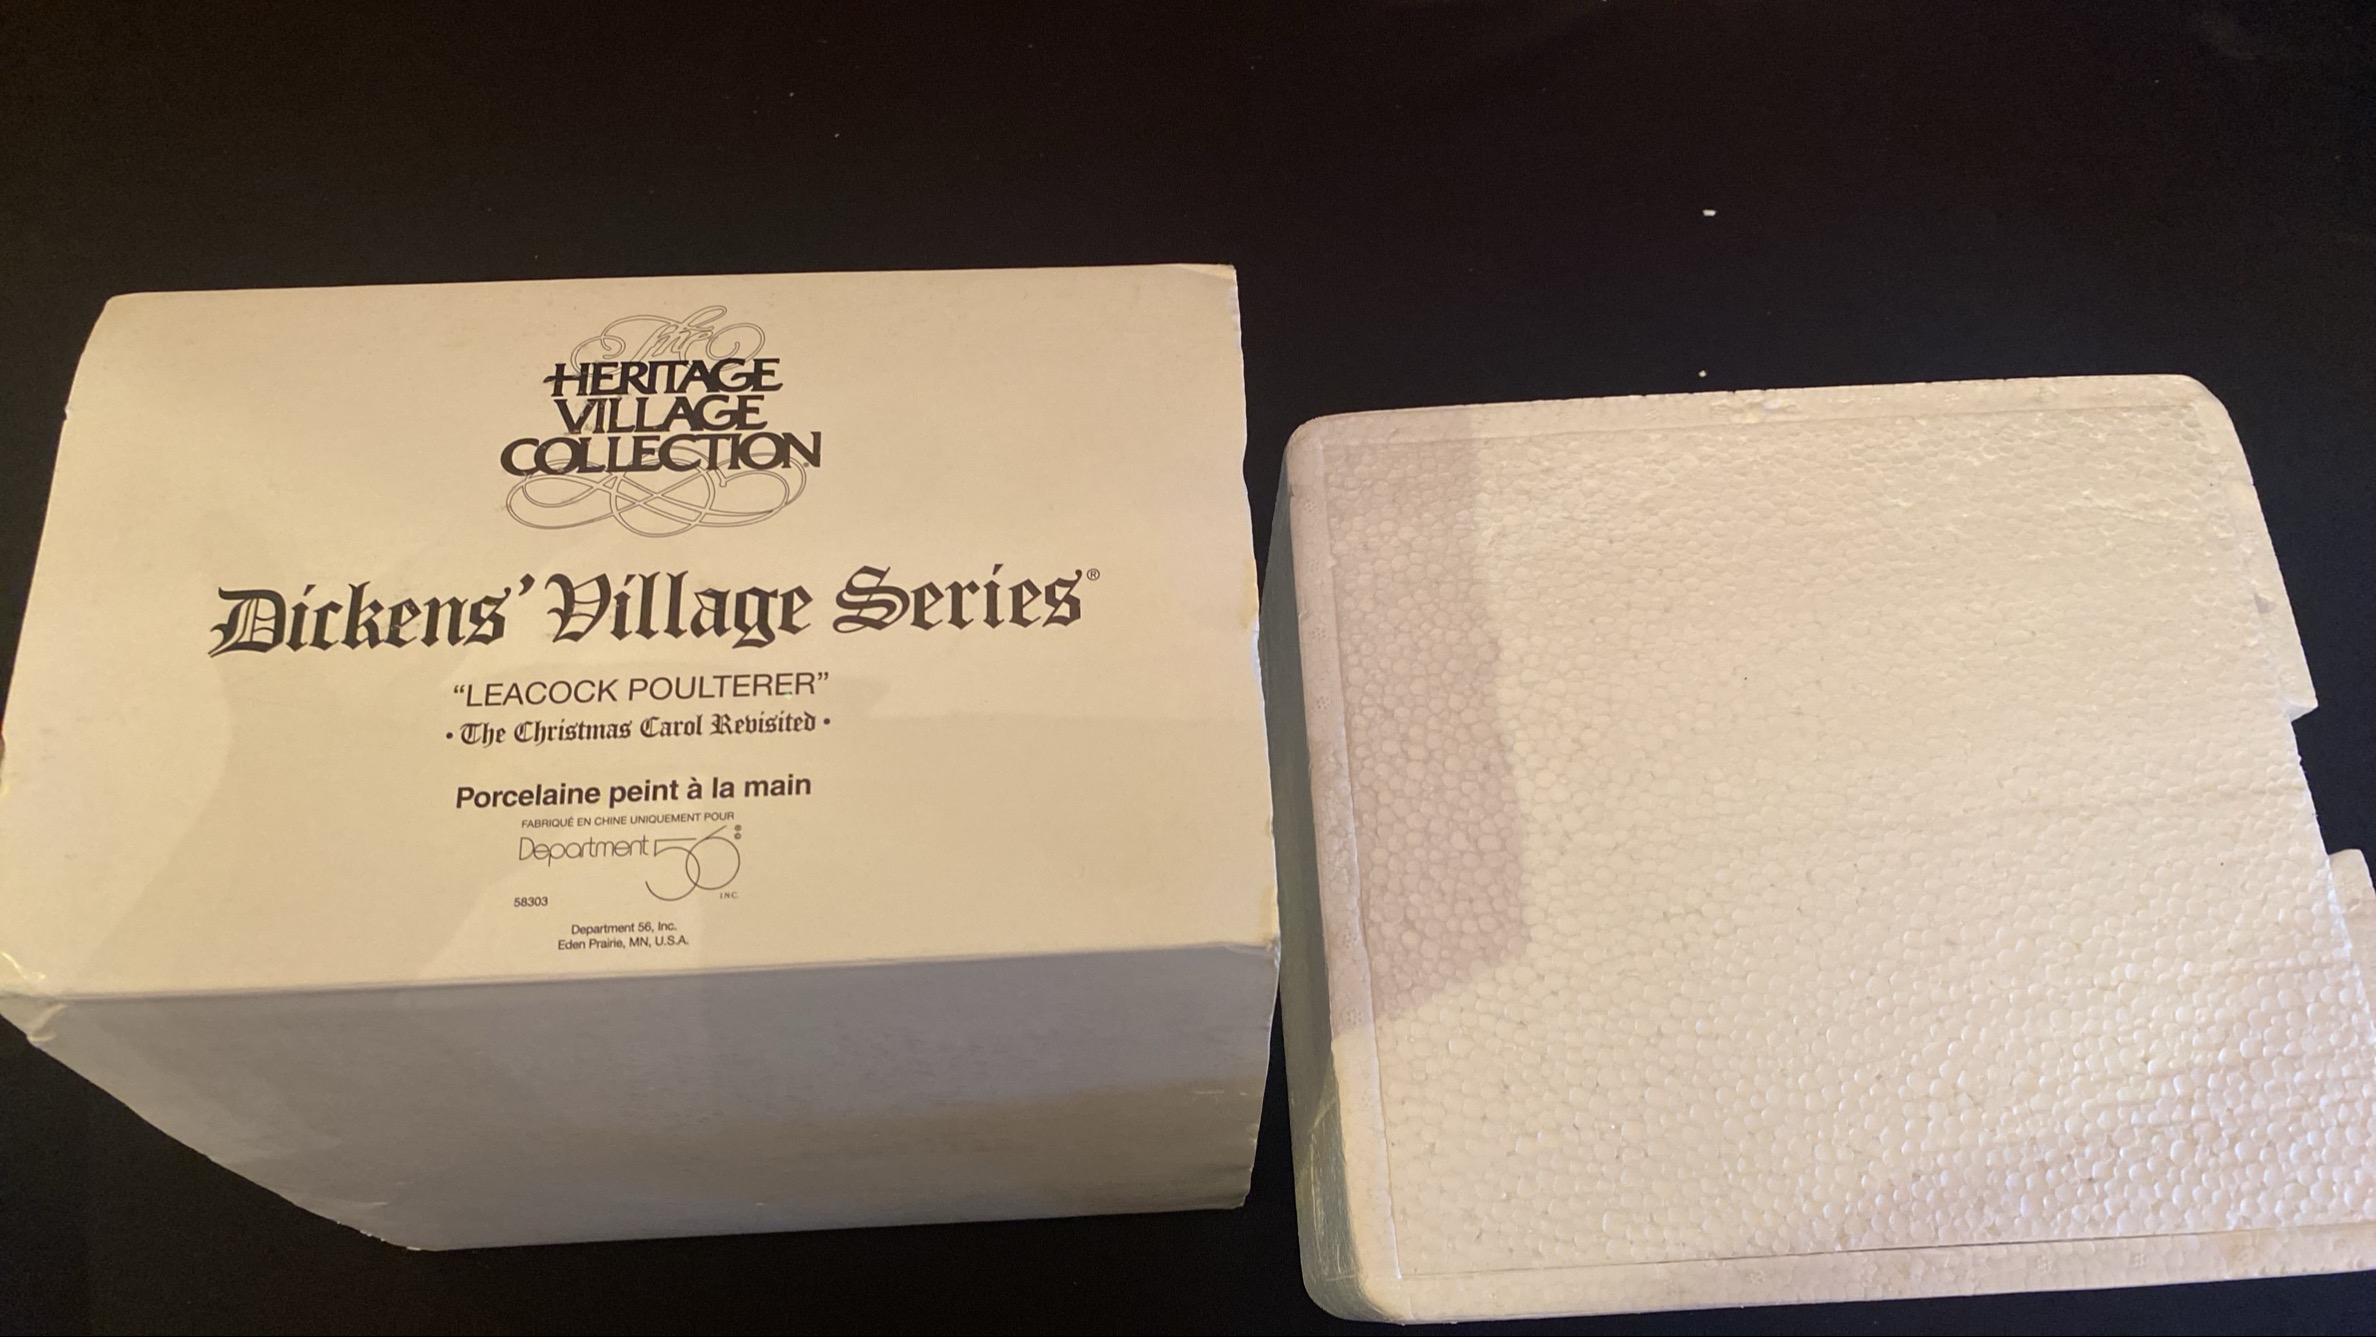 The
HERITAGE
VILLAGE
COLLECTION
Dickens' Village Series®
“LEACOCK POULTERER”
• The Christmas Carol Revisited •
Porcelaine peint à la main
FABRIQUÉ EN CHINE UNIQUEMENT POUR
Department 56® ©
INC.
58303
Department 56, Inc.
Eden Prairie, MN, U.S.A.